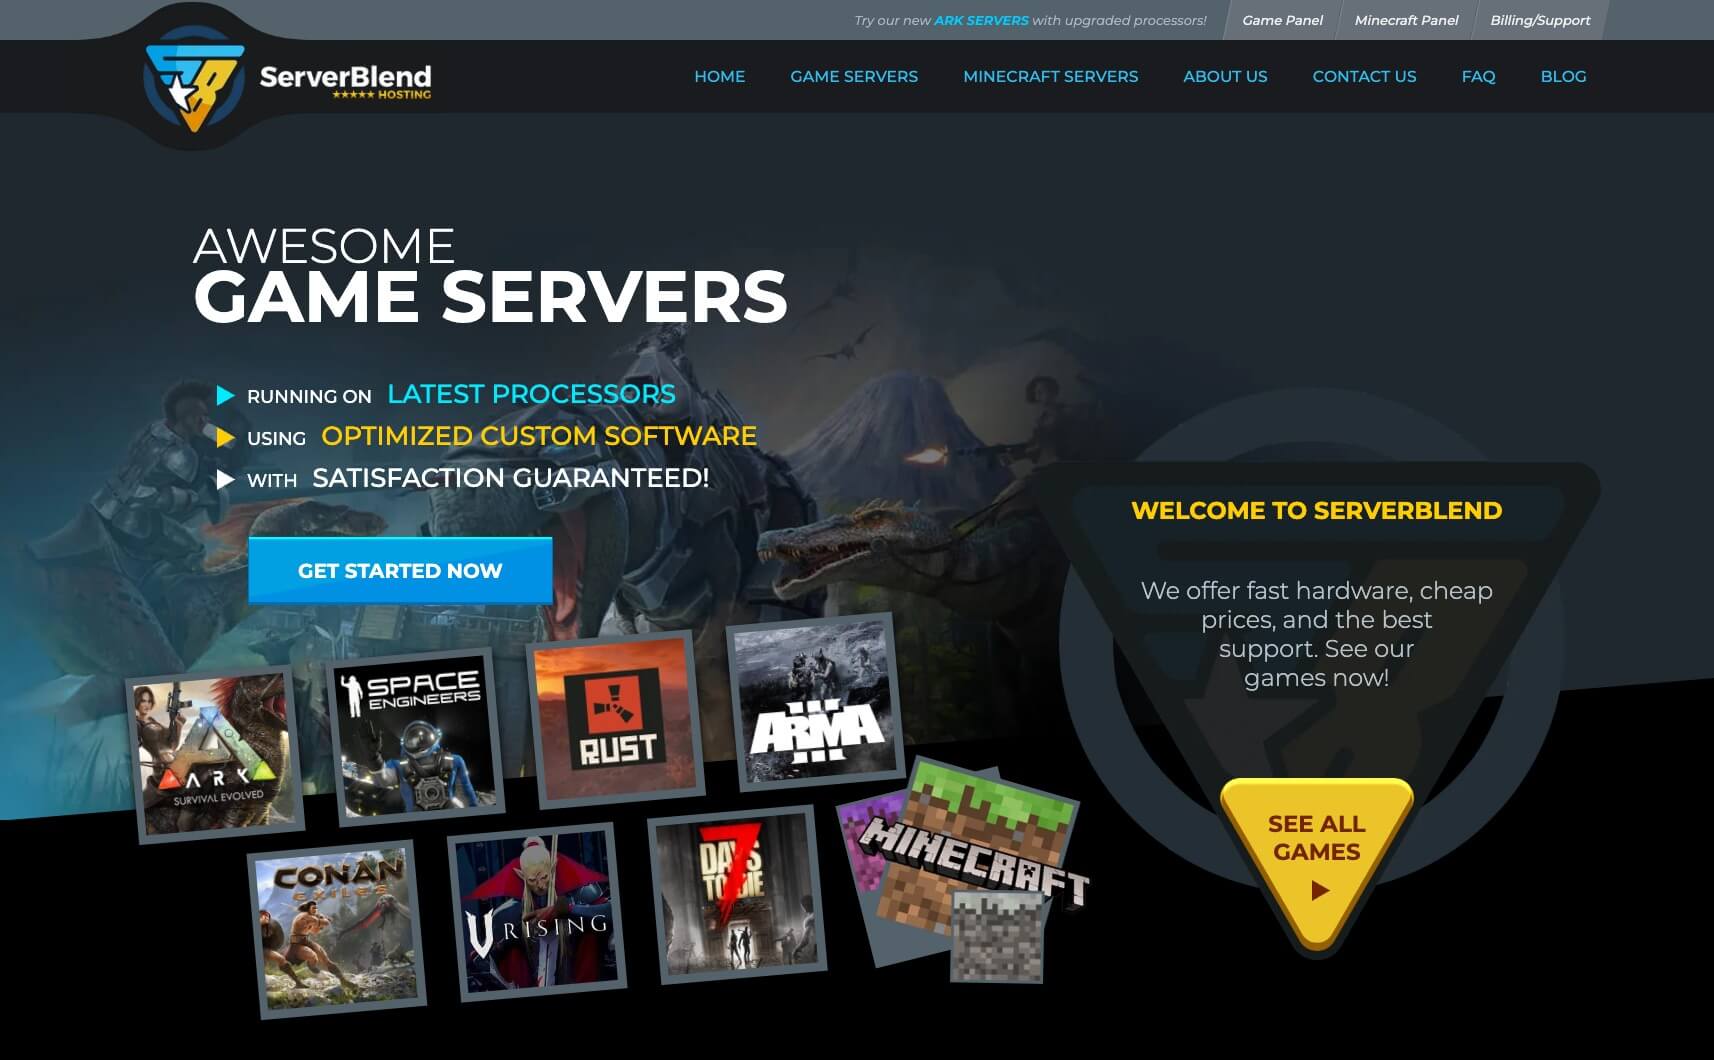 Try our new ARK SERVERS with upgraded processors!
Game Panel
Minecraft Panel
Billing/Support
ServerBlend
HOSTING
HOME
GAME SERVERS
MINECRAFT SERVERS
ABOUT US
CONTACT US
FAQ
BLOG
AWESOME
GAME SERVERS
RUNNING ON LATEST PROCESSORS
USING OPTIMIZED CUSTOM SOFTWARE
WITH SATISFACTION GUARANTEED!
GET STARTED NOW
WELCOME TO SERVERBLEND
We offer fast hardware, cheap
prices, and the best
support. See our
games now!
SEE ALL
GAMES
ARK
SURVIVAL EVOLVED
SPACE
ENGINEERS
RUST
III
ARMA
III
CONAN
EXILES
V RISING
7
DAYS
TO DIE
MINECRAFT